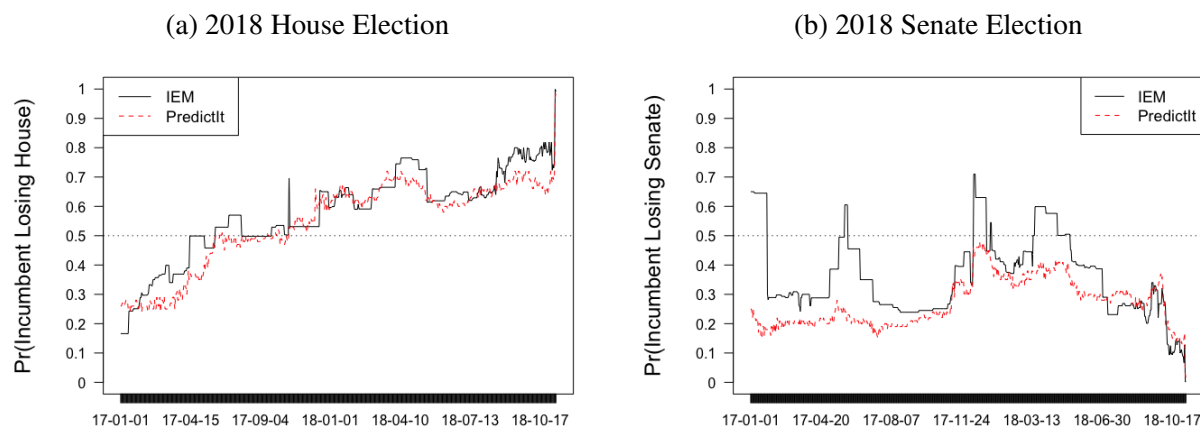 (a) 2018 House Election
Pr(Incumbent Losing House)
1
0.9
0.8
0.7
0.6
0.5
0.4
0.3
0.2
0.1
0
IEM
PredictIt
17-01-01 17-04-15 17-09-04 18-01-01 18-04-10 18-07-13 18-10-17
(b) 2018 Senate Election
Pr(Incumbent Losing Senate)
1
0.9
0.8
0.7
0.6
0.5
0.4
0.3
0.2
0.1
0
IEM
PredictIt
17-01-01 17-04-20 17-08-07 17-11-24 18-03-13 18-06-30 18-10-17